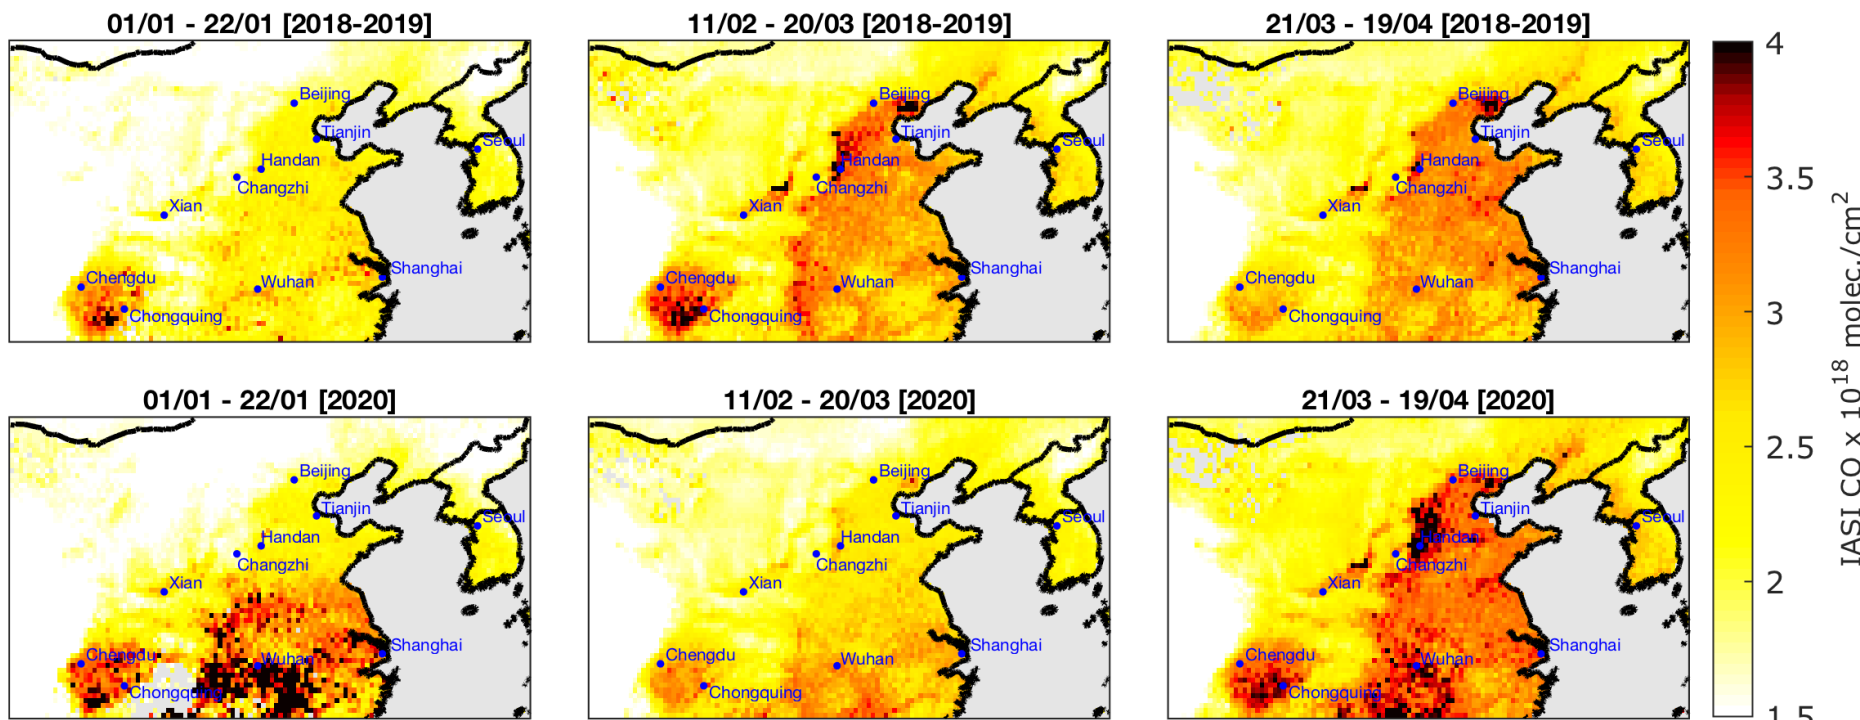 01/01 - 22/01 [2018-2019]
11/02 - 20/03 [2018-2019]
21/03 - 19/04 [2018-2019]
Beijing
Tianjin
Seoul
Handan
Changzhi
Xian
Chengdu
Wuhan
Shanghai
Chongquing
Beijing
Tianjin
Seoul
Handan
Changzhi
Xian
Chengdu
Wuhan
Shanghai
Chongquing
Beijing
Tianjin
Seoul
Handan
Changzhi
Xian
Chengdu
Wuhan
Shanghai
Chongquing
01/01 - 22/01 [2020]
11/02 - 20/03 [2020]
21/03 - 19/04 [2020]
Beijing
Tianjin
Seoul
Handan
Changzhi
Xian
Chengdu
Wuhan
Shanghai
Chongquing
Beijing
Tianjin
Seoul
Handan
Changzhi
Xian
Chengdu
Wuhan
Shanghai
Chongquing
Beijing
Tianjin
Seoul
Handan
Changzhi
Xian
Chengdu
Wuhan
Shanghai
Chongquing
4
3.5
3
2.5
2
1.5
IASI CO x 10^18 molec./cm^2